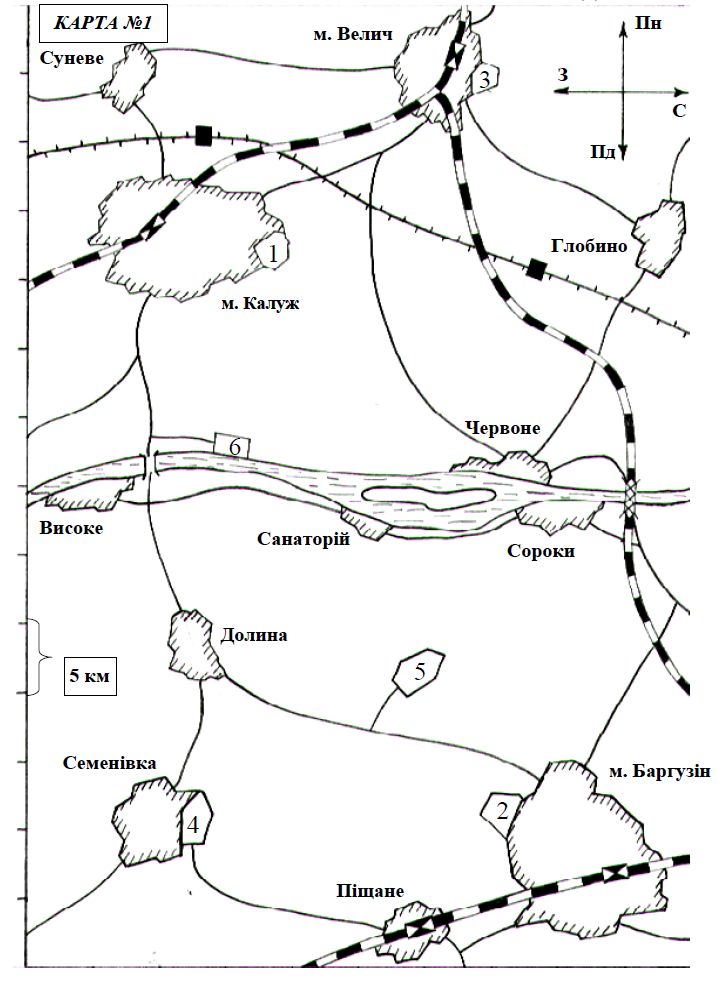 КАРТА №1
м. Велич
Пн
Суневе
З
3
С
Пд
Глобино
1
м. Калуж
Червоне
6
Високе
Санаторій
Сороки
Долина
5
5 км
Семенівка
м. Баргузін
2
4
Піщане